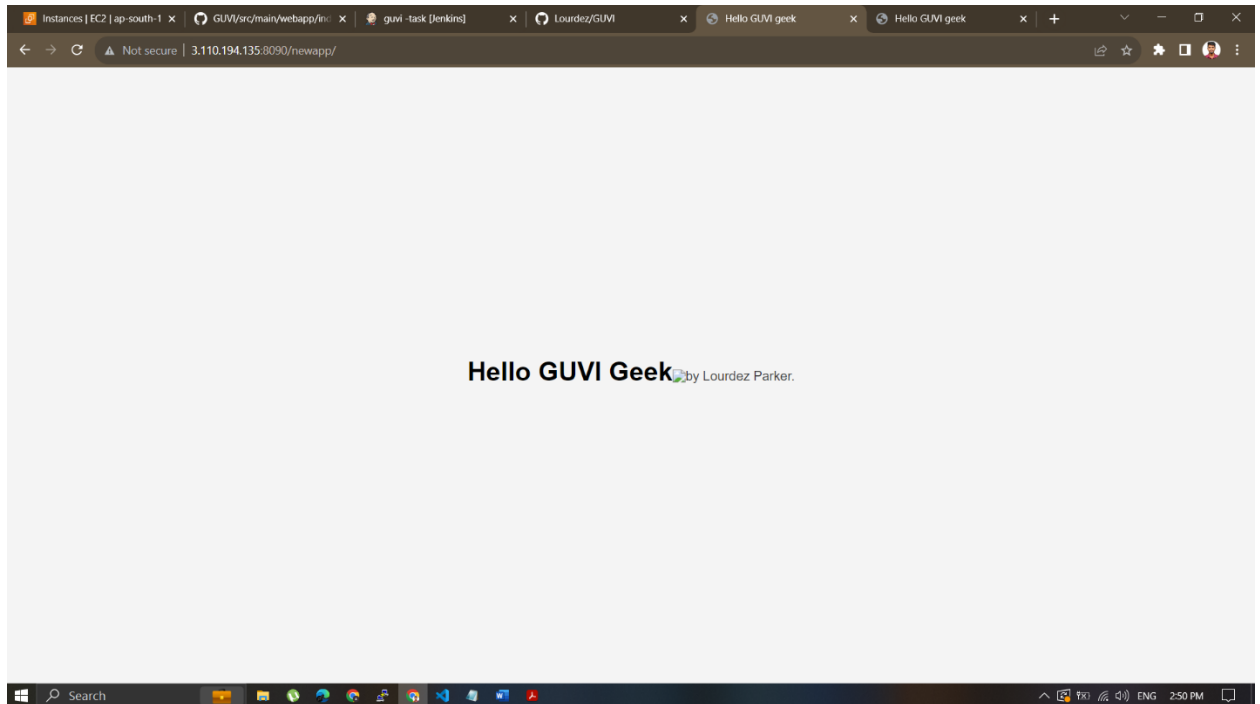 Instances | EC2 | ap-south-1
GUVI/src/main/webapp/ind
guvi -task [Jenkins]
Lourdez/GUVI
Hello GUVI geek
Hello GUVI geek
Not secure | 3.110.194.135:8090/newapp/
Hello GUVI Geek by Lourdez Parker.
Search
ENG 2:50 PM